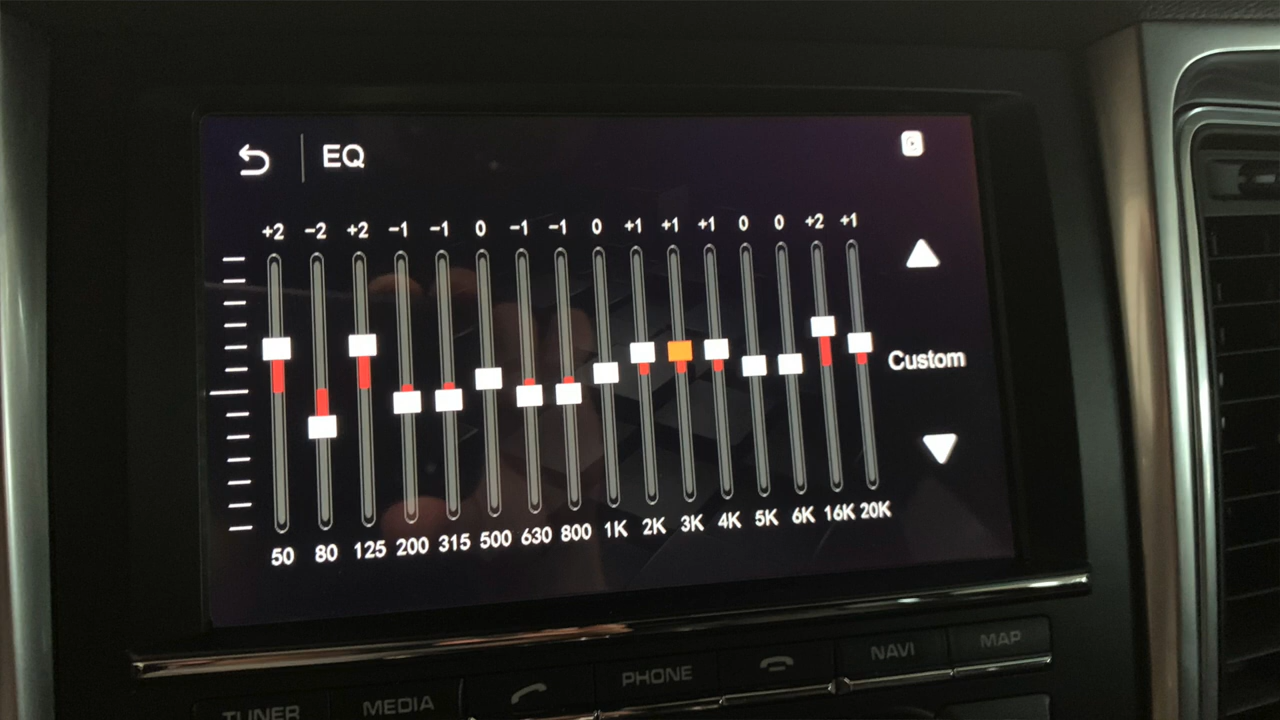 EQ
+2 −2 +2 −1 −1 0 −1 −1 0 +1 +1 +1 0 0 +2 +1
Custom
50 80 125 200 315 500 630 800 1K 2K 3K 4K 5K 6K 16K 20K
TUNER MEDIA PHONE NAVI MAP